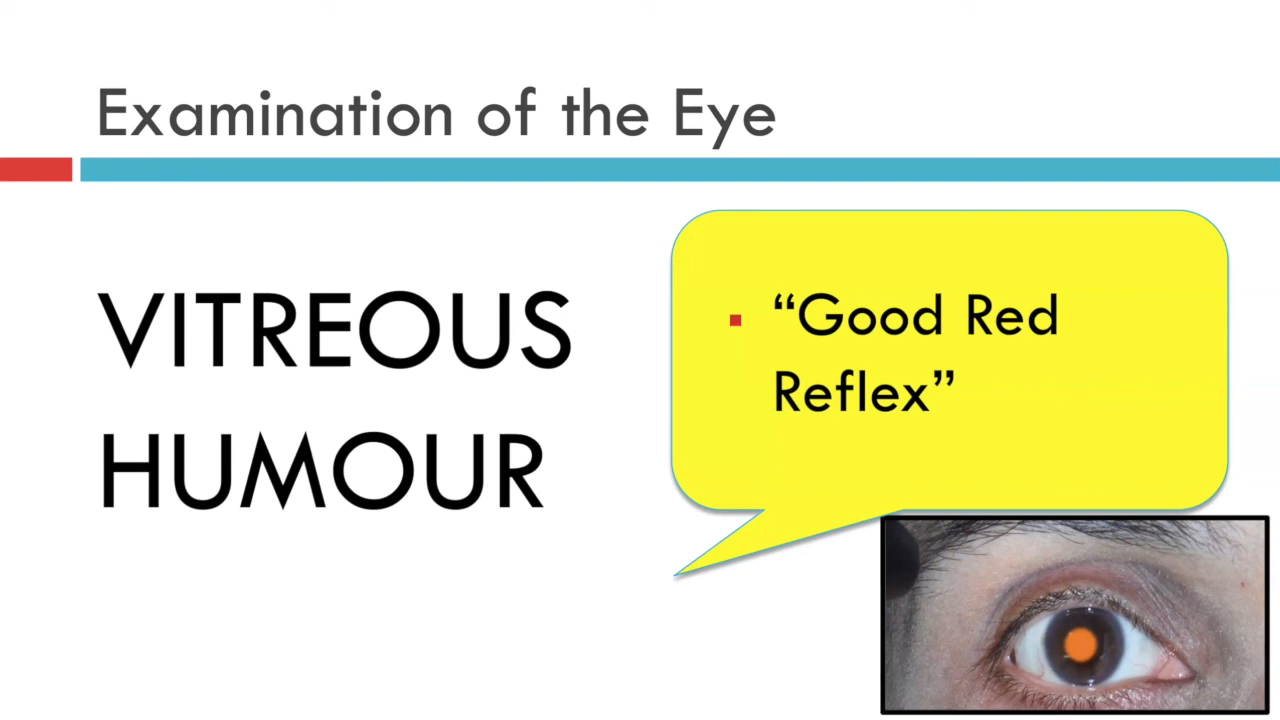 Examination of the Eye
VITREOUS
HUMOUR
“Good Red
Reflex”